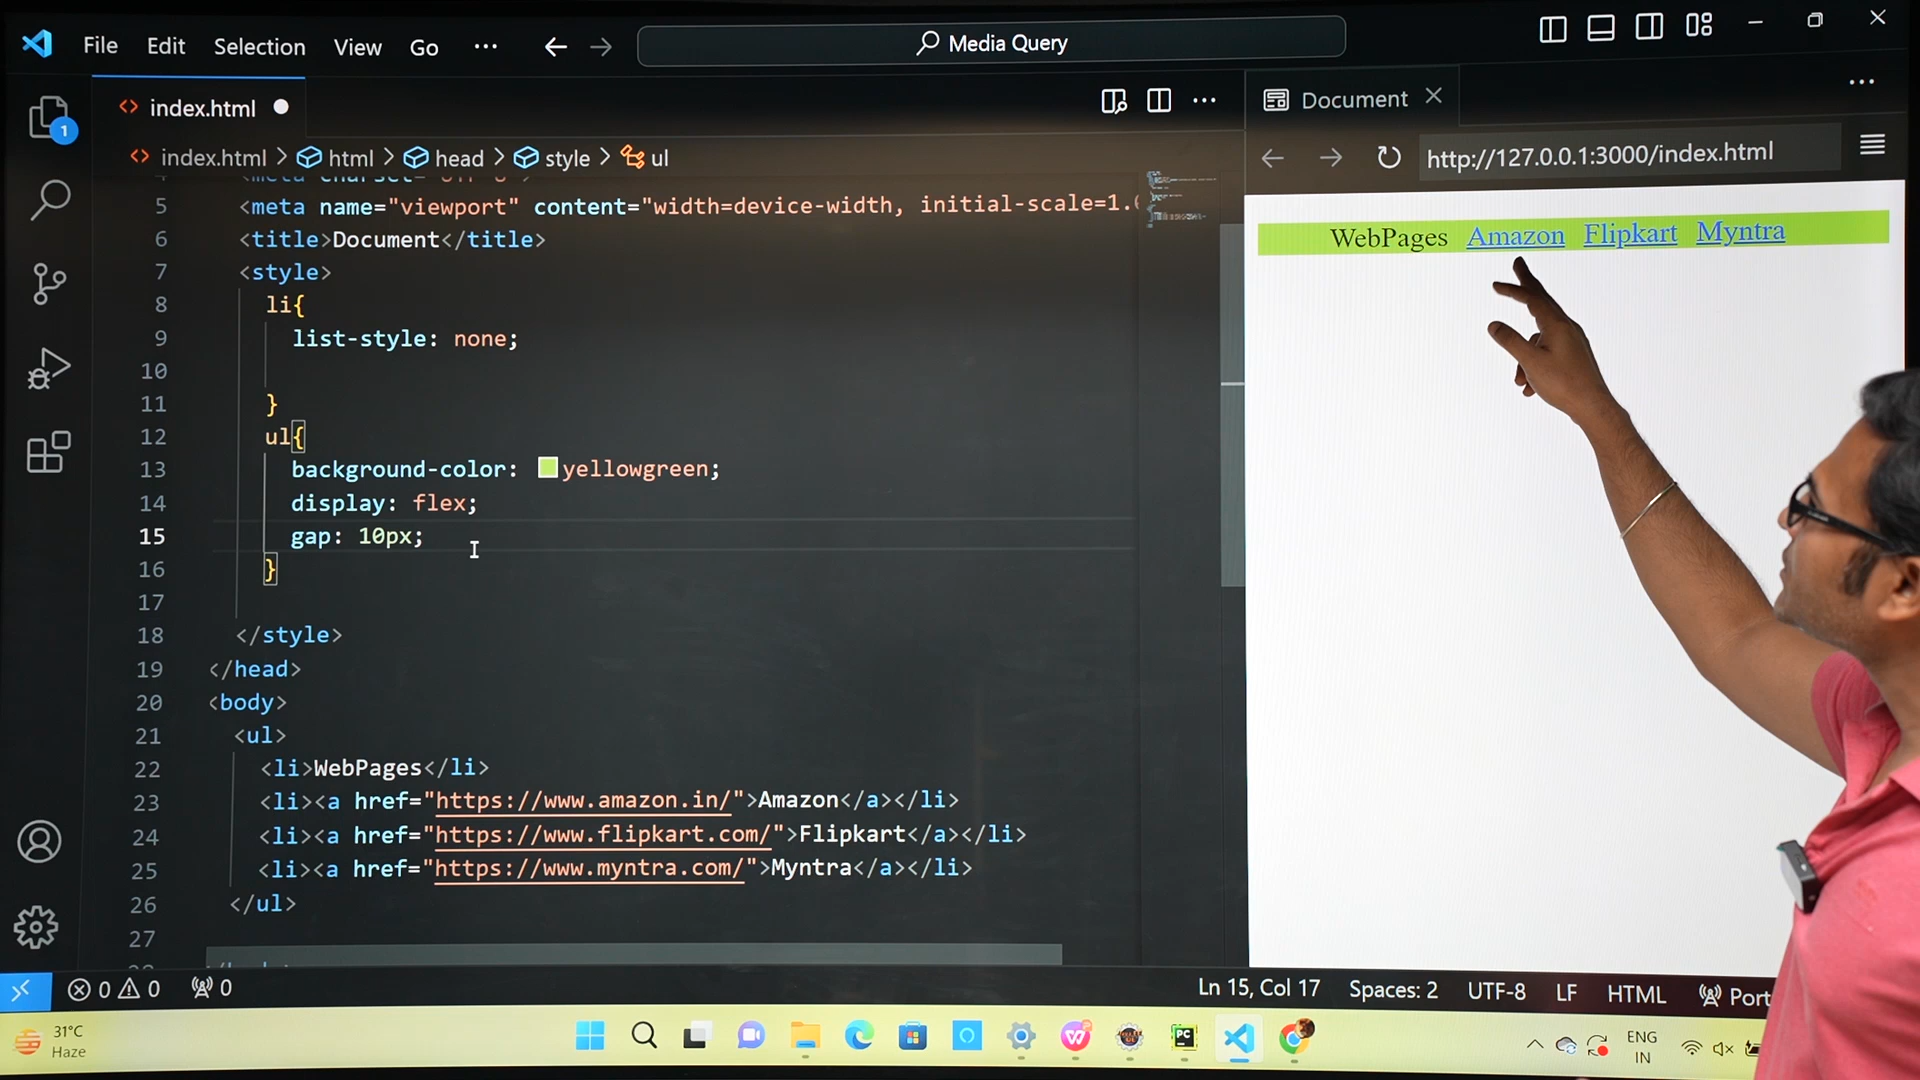 File Edit Selection View Go ··· Media Query
index.html
Document
index.html > html > head > style > ul
http://127.0.0.1:3000/index.html
5 <meta name="viewport" content="width=device-width, initial-scale=1.
6 <title>Document</title>
7 <style>
8 li{
9 list-style: none;
10
11 }
12 ul{
13 background-color: yellowgreen;
14 display: flex;
15 gap: 10px;
16 }
17
18 </style>
19 </head>
20 <body>
21 <ul>
22 <li>WebPages</li>
23 <li><a href="https://www.amazon.in/">Amazon</a></li>
24 <li><a href="https://www.flipkart.com/">Flipkart</a></li>
25 <li><a href="https://www.myntra.com/">Myntra</a></li>
26 </ul>
27
WebPages Amazon Flipkart Myntra
1
0 0 0 Ln 15, Col 17 Spaces: 2 UTF-8 LF HTML Port
31°C
Haze
PC
ENG
IN